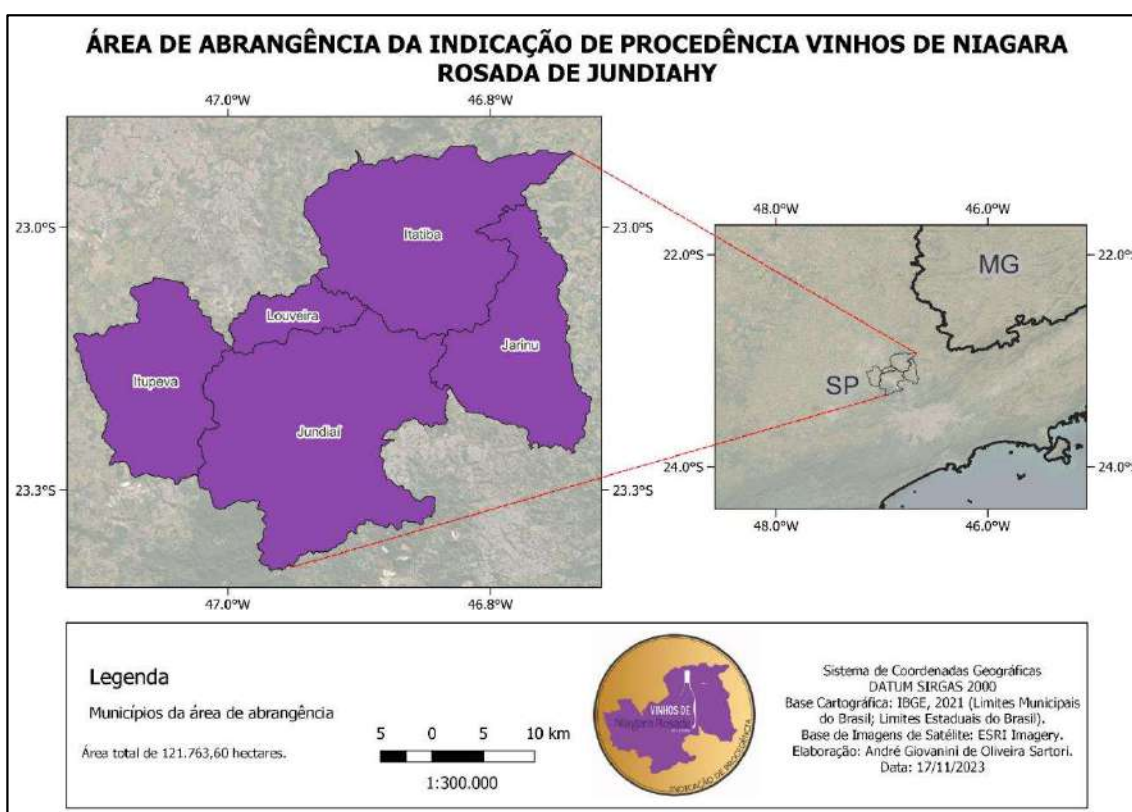 ÁREA DE ABRANGÊNCIA DA INDICAÇÃO DE PROCEDÊNCIA VINHOS DE NIAGARA
ROSADA DE JUNDIAHY
47.0°W
46.8°W
23.0°S
23.0°S
23.3°S
23.3°S
47.0°W
46.8°W
Itatiba
Louveira
Jarinu
Itupeva
Jundiaí
48.0°W
46.0°W
22.0°S
22.0°S
MG
SP
24.0°S
24.0°S
48.0°W
46.0°W
Legenda
Municípios da área de abrangência
Área total de 121.763,60 hectares.
5 0 5 10 km
1:300.000
VINHOS DE
Niagara Rosada
INDICAÇÃO DE PROCEDÊNCIA
Sistema de Coordenadas Geográficas
DATUM SIRGAS 2000
Base Cartográfica: IBGE, 2021 (Limites Municipais
do Brasil; Limites Estaduais do Brasil).
Base de Imagens de Satélite: ESRI Imagery.
Elaboração: André Giovanini de Oliveira Sartori.
Data: 17/11/2023